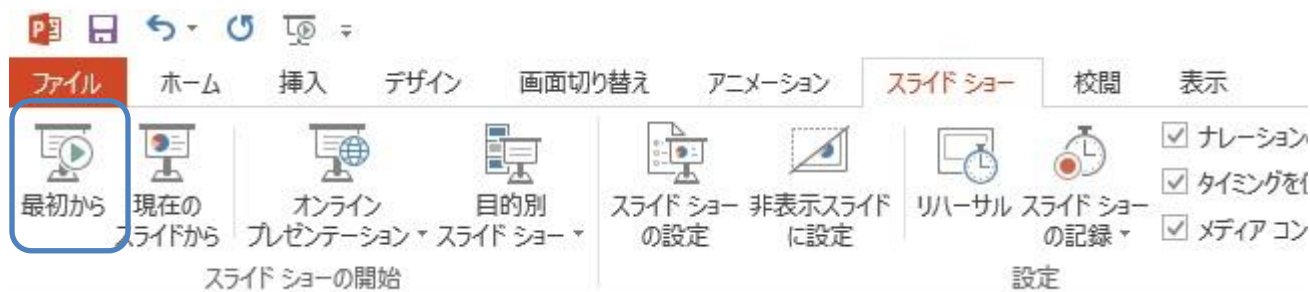 ファイル ホーム 挿入 デザイン 画面切り替え アニメーション スライド ショー 校閲 表示
最初から
現在の
スライドから
オンライン
プレゼンテーション
目的別
スライド ショー
スライド ショー
の設定
非表示スライド
に設定
リハーサル
スライド ショー
の記録
ナレーション
タイミングを
メディア コン
スライド ショーの開始
設定